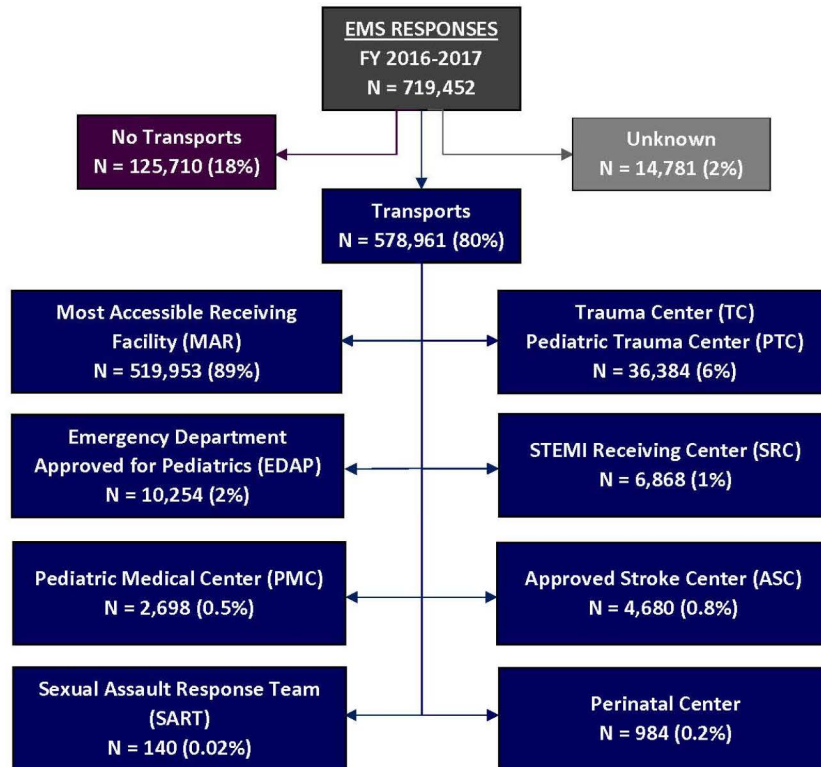 EMS RESPONSES
FY 2016-2017
N = 719,452
No Transports
N = 125,710 (18%)
Unknown
N = 14,781 (2%)
Transports
N = 578,961 (80%)
Most Accessible Receiving
Facility (MAR)
N = 519,953 (89%)
Trauma Center (TC)
Pediatric Trauma Center (PTC)
N = 36,384 (6%)
Emergency Department
Approved for Pediatrics (EDAP)
N = 10,254 (2%)
STEMI Receiving Center (SRC)
N = 6,868 (1%)
Pediatric Medical Center (PMC)
N = 2,698 (0.5%)
Approved Stroke Center (ASC)
N = 4,680 (0.8%)
Sexual Assault Response Team
(SART)
N = 140 (0.02%)
Perinatal Center
N = 984 (0.2%)